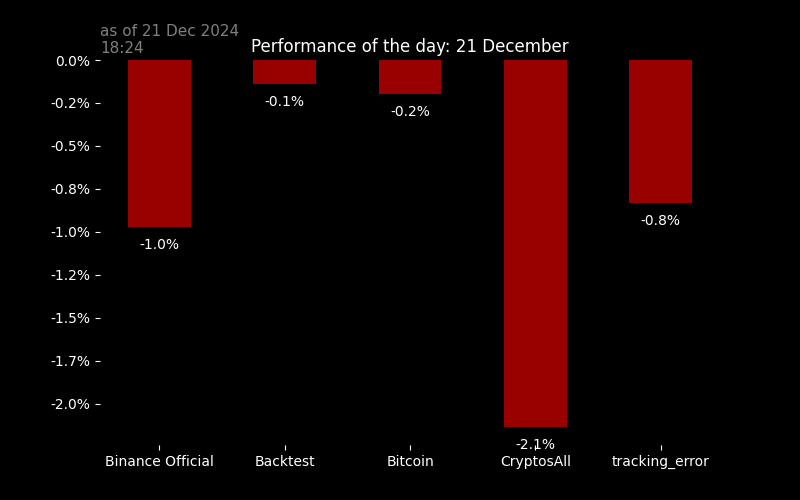 as of 21 Dec 2024
18:24
Performance of the day: 21 December
0.0%
-0.2%
-0.5%
-0.8%
-1.0%
-1.2%
-1.5%
-1.7%
-2.0%
-1.0%
-0.1%
-0.2%
-2.1%
-0.8%
Binance Official
Backtest
Bitcoin
CryptosAll
tracking_error